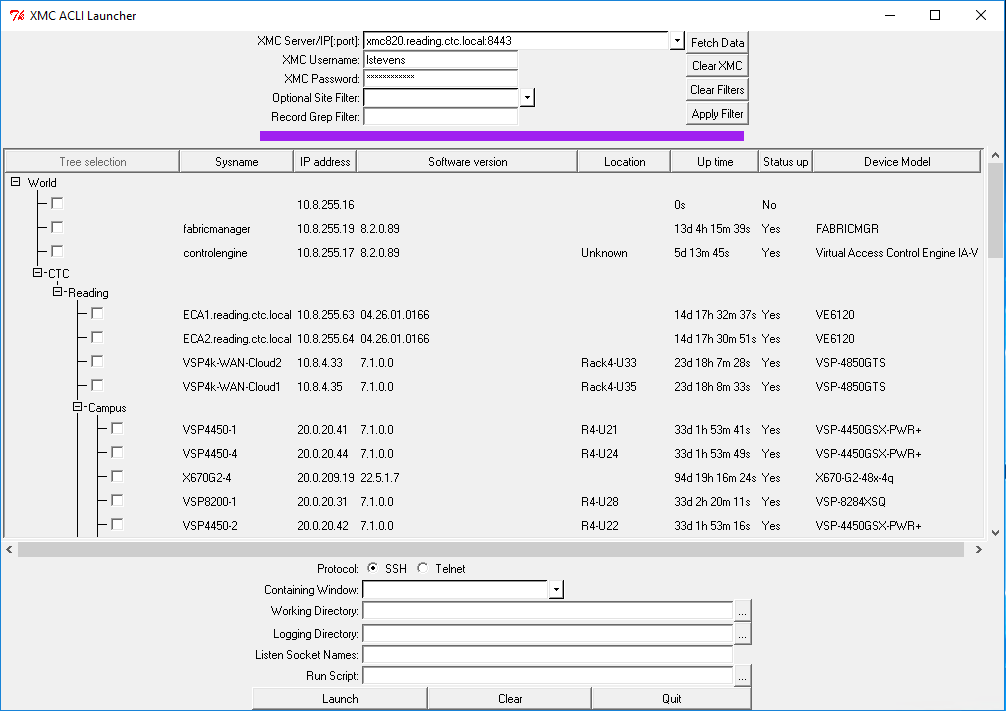 XMC ACLI Launcher
XMC Server/IP[:port]: xmc820.reading.ctc.local:8443 Fetch Data
XMC Username: lstevens Clear XMC
XMC Password: ************
Optional Site Filter: Clear Filters
Record Grep Filter: Apply Filter
Tree selection Sysname IP address Software version Location Up time Status up Device Model
World
10.8.255.16 0s No
fabricmanager 10.8.255.19 8.2.0.89 13d 4h 15m 39s Yes FABRICMGR
controlengine 10.8.255.17 8.2.0.89 Unknown 5d 13m 45s Yes Virtual Access Control Engine IA-V
CTC
Reading
ECA1.reading.ctc.local 10.8.255.63 04.26.01.0166 14d 17h 32m 37s Yes VE6120
ECA2.reading.ctc.local 10.8.255.64 04.26.01.0166 14d 17h 30m 51s Yes VE6120
VSP4k-WAN-Cloud2 10.8.4.33 7.1.0.0 Rack4-U33 23d 18h 7m 28s Yes VSP-4850GTS
VSP4k-WAN-Cloud1 10.8.4.35 7.1.0.0 Rack4-U35 23d 18h 8m 33s Yes VSP-4850GTS
Campus
VSP4450-1 20.0.20.41 7.1.0.0 R4-U21 33d 1h 53m 41s Yes VSP-4450GSX-PWR+
VSP4450-4 20.0.20.44 7.1.0.0 R4-U24 33d 1h 53m 49s Yes VSP-4450GSX-PWR+
X670G2-4 20.0.209.19 22.5.1.7 94d 19h 16m 24s Yes X670-G2-48x-4q
VSP8200-1 20.0.20.31 7.1.0.0 R4-U28 33d 2h 20m 11s Yes VSP-8284XSQ
VSP4450-2 20.0.20.42 7.1.0.0 R4-U22 33d 1h 53m 16s Yes VSP-4450GSX-PWR+
Protocol: SSH Telnet
Containing Window:
Working Directory: ...
Logging Directory: ...
Listen Socket Names:
Run Script: ...
Launch Clear Quit